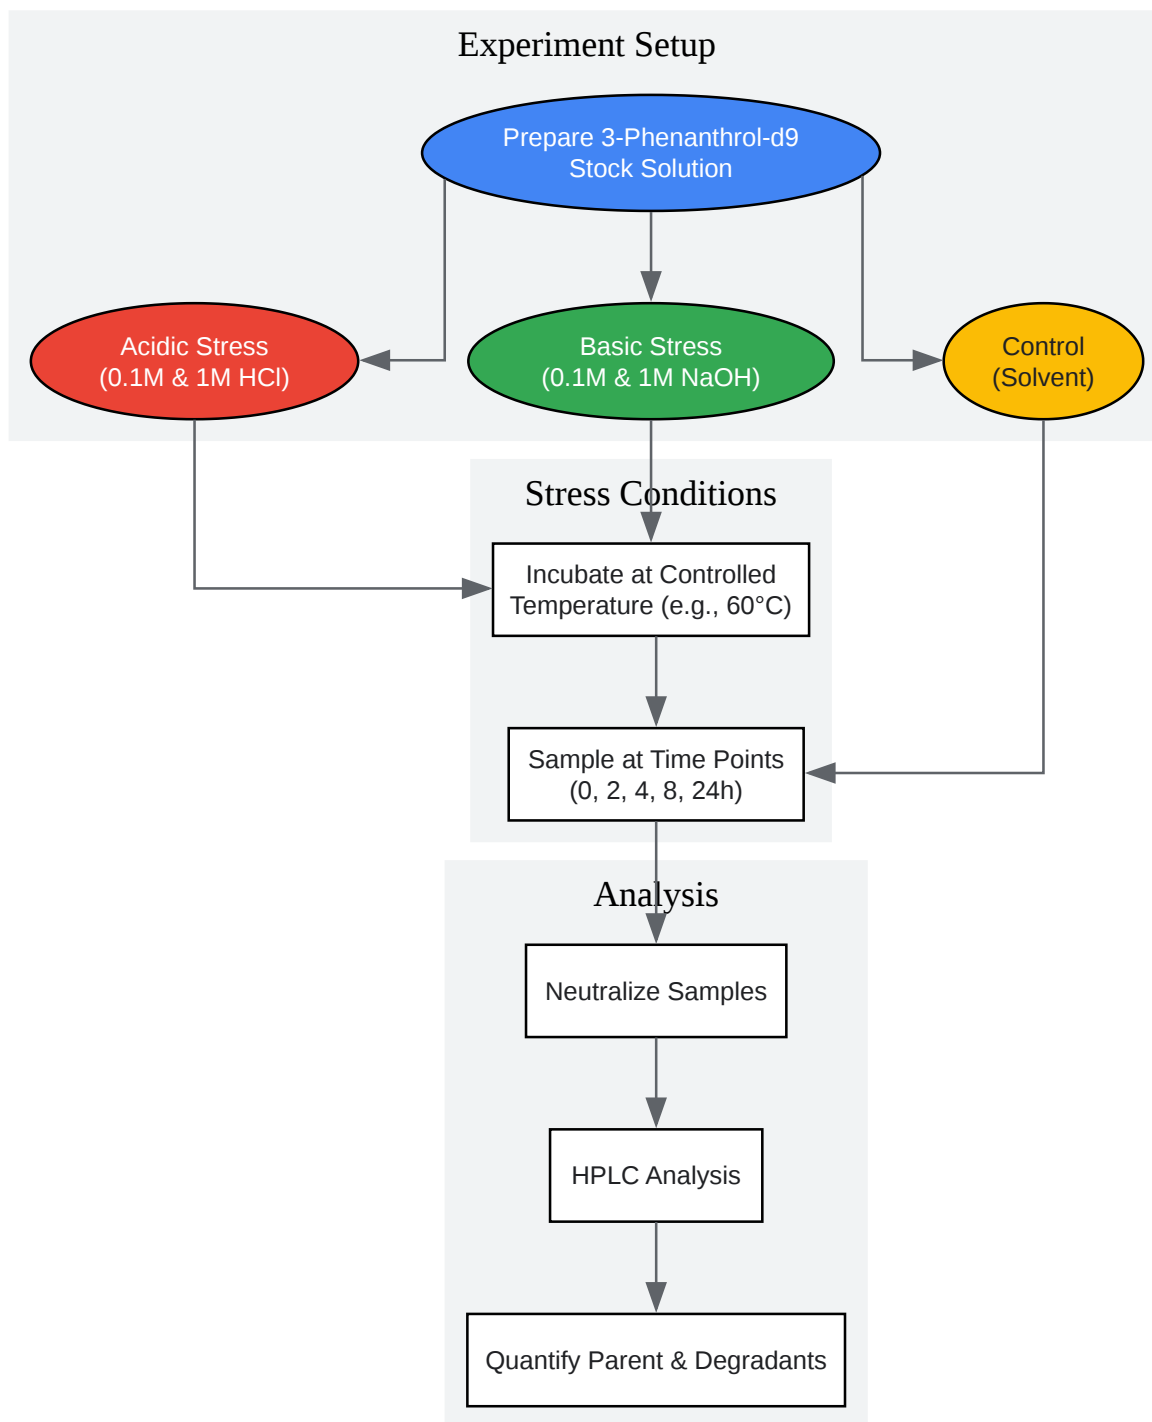 Experiment Setup
Prepare 3-Phenanthrol-d9
Stock Solution
Acidic Stress
(0.1M & 1M HCl)
Basic Stress
(0.1M & 1M NaOH)
Control
(Solvent)
Stress Conditions
Incubate at Controlled
Temperature (e.g., 60°C)
Sample at Time Points
(0, 2, 4, 8, 24h)
Analysis
Neutralize Samples
HPLC Analysis
Quantify Parent & Degradants